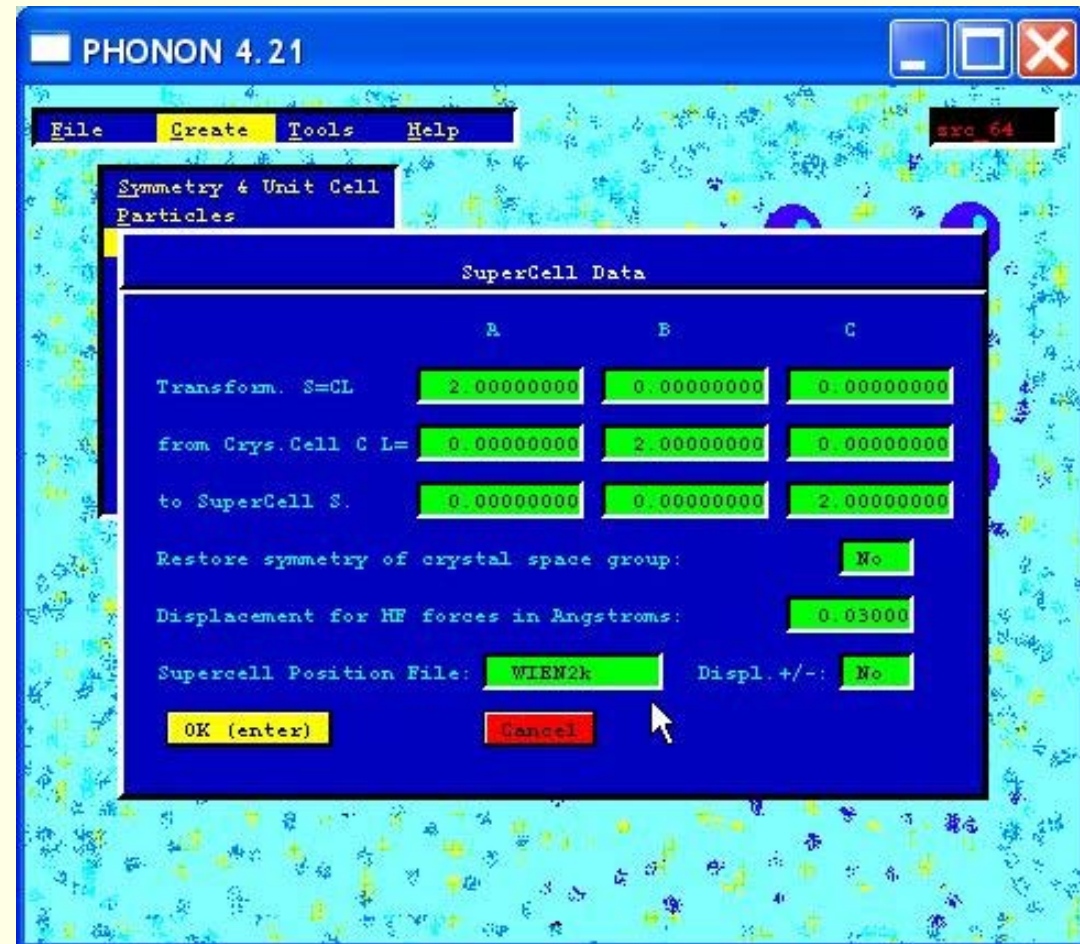 PHONON 4.21
File Create Tools Help src_64
Symmetry & Unit Cell
Particles
SuperCell Data
A B C
Transform. S=CL 2.00000000 0.00000000 0.00000000
from Crys.Cell C L= 0.00000000 2.00000000 0.00000000
to SuperCell S. 0.00000000 0.00000000 2.00000000
Restore symmetry of crystal space group: No
Displacement for HF forces in Angstroms: 0.03000
Supercell Position File: WIEN2k Displ.+/-: No
OK (enter) Cancel